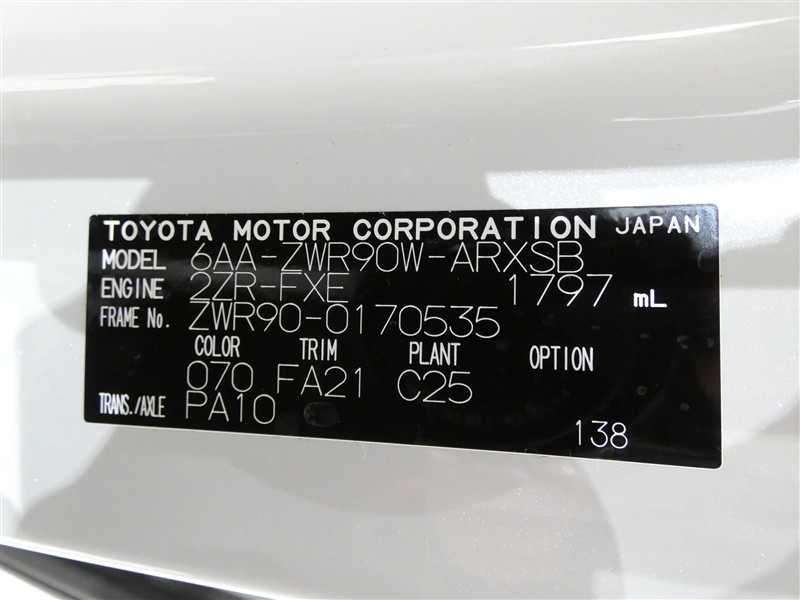 TOYOTA MOTOR CORPORATION JAPAN
MODEL 6AA-ZWR90W-ARXSB
ENGINE 2ZR-FXE 1797 mL
FRAME No. ZWR90-0170535
COLOR TRIM PLANT OPTION
070 FA21 C25
TRANS./AXLE PA10
138